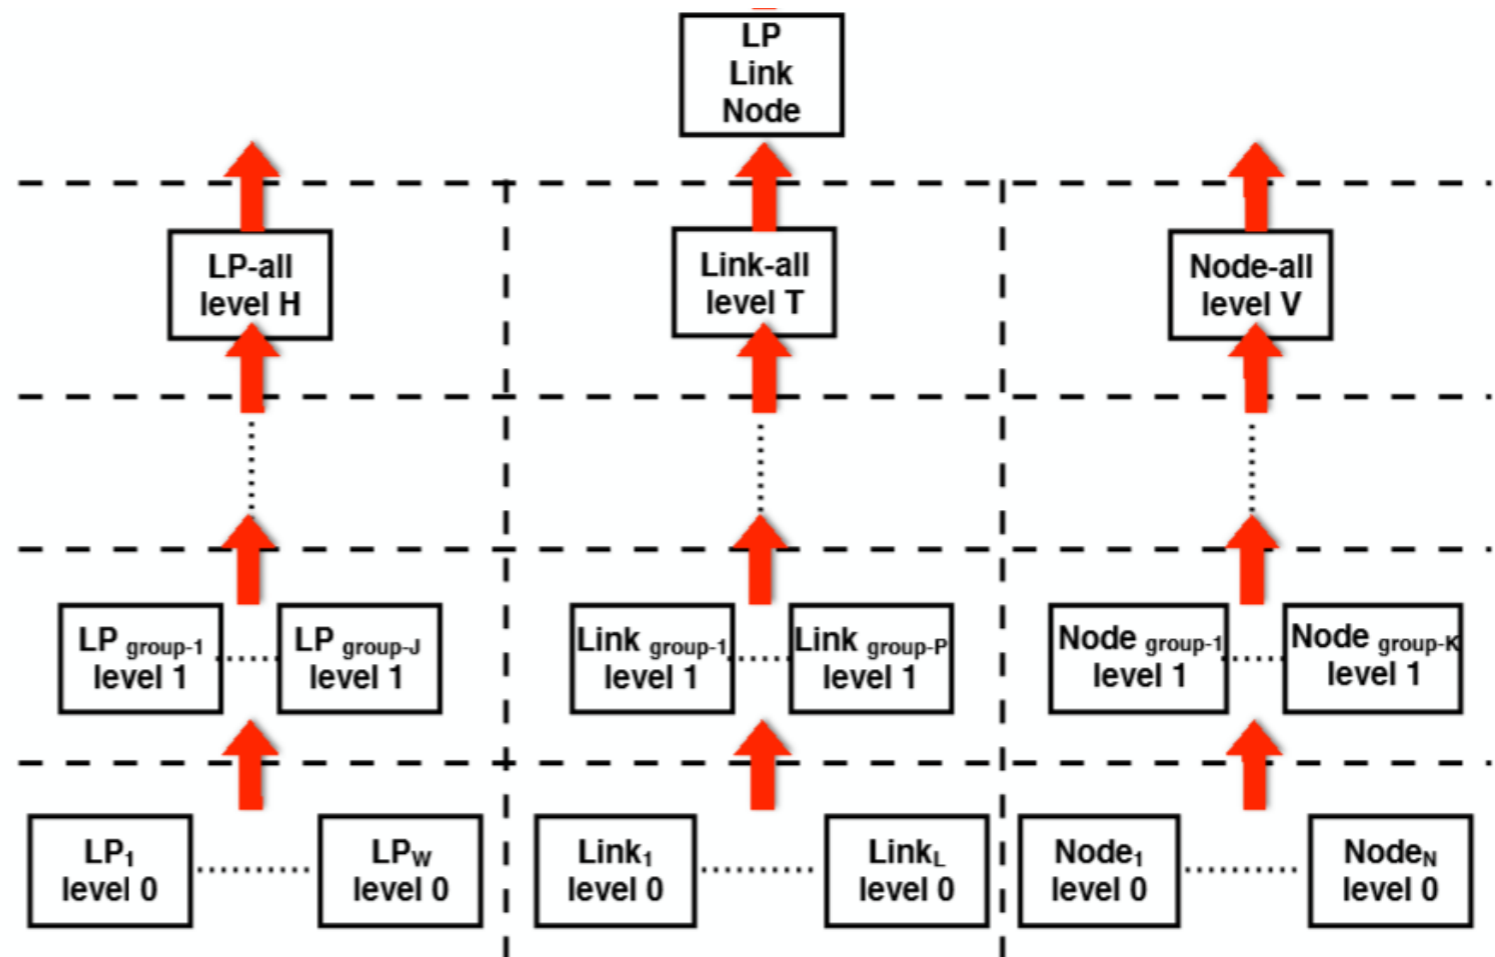 LP
Link
Node
LP-all
level H
Link-all
level T
Node-all
level V
LP group-1
level 1
LP group-J
level 1
Link group-1
level 1
Link group-P
level 1
Node group-1
level 1
Node group-K
level 1
LP1
level 0
LPW
level 0
Link1
level 0
LinkL
level 0
Node1
level 0
NodeN
level 0